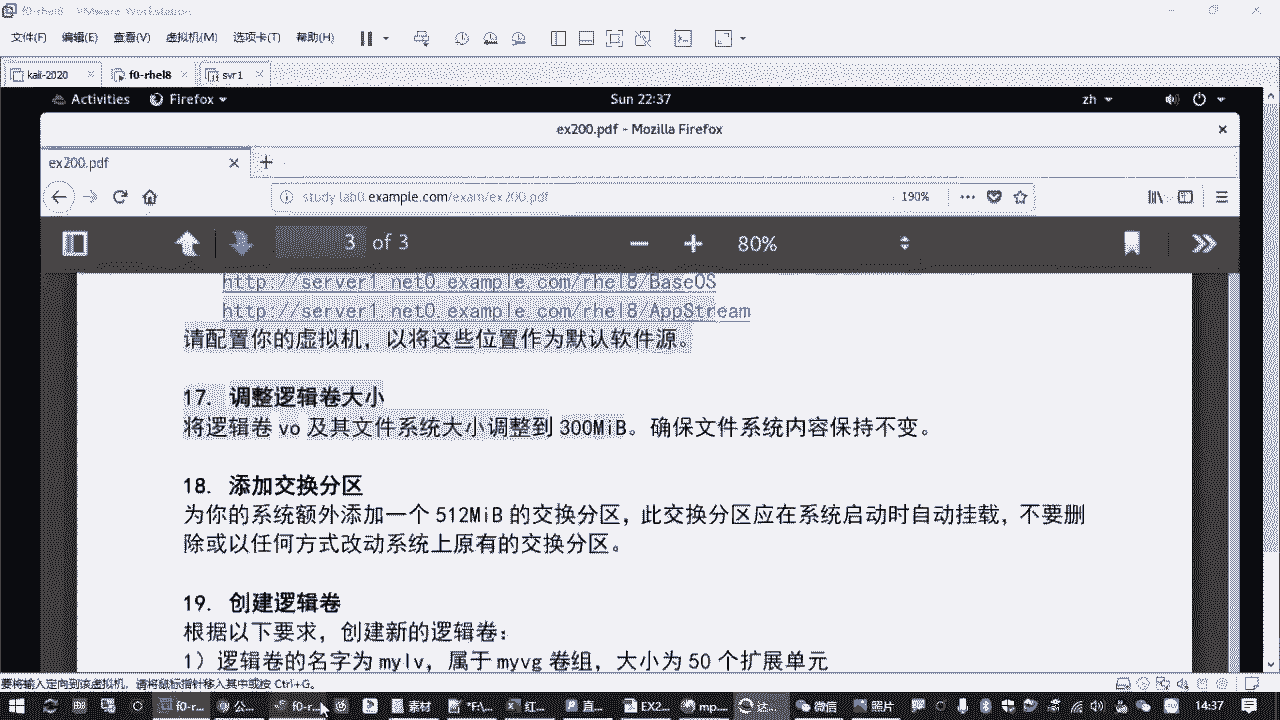 f0-rhel8 - VMware Workstation
文件(F) 编辑(E) 查看(V) 虚拟机(M) 选项卡(T) 帮助(H)
kali-2020 f0-rhel8 svr1
Activities Firefox Sun 22:37 zh
ex200.pdf - Mozilla Firefox
ex200.pdf
study.lab0.example.com/exam/ex200.pdf 190%
3 of 3 80%
http://server1.net0.example.com/rhel8/BaseOS
http://server1.net0.example.com/rhel8/AppStream
请配置你的虚拟机，以将这些位置作为默认软件源。
17. 调整逻辑卷大小
将逻辑卷 vo 及其文件系统大小调整到 300MiB。确保文件系统内容保持不变。
18. 添加交换分区
为你的系统额外添加一个 512MiB 的交换分区，此交换分区应在系统启动时自动挂载，不要删
除或以任何方式改动系统上原有的交换分区。
19. 创建逻辑卷
根据以下要求，创建新的逻辑卷：
1）逻辑卷的名字为 mylv，属于 myvg 卷组，大小为 50 个扩展单元
要将输入定向到该虚拟机，请将鼠标指针移入其中或按 Ctrl+G。
f0-r... 公... f0-r... 素材 "F\... 红... 直... EX2... mp... 达... 微信 照片 14:37